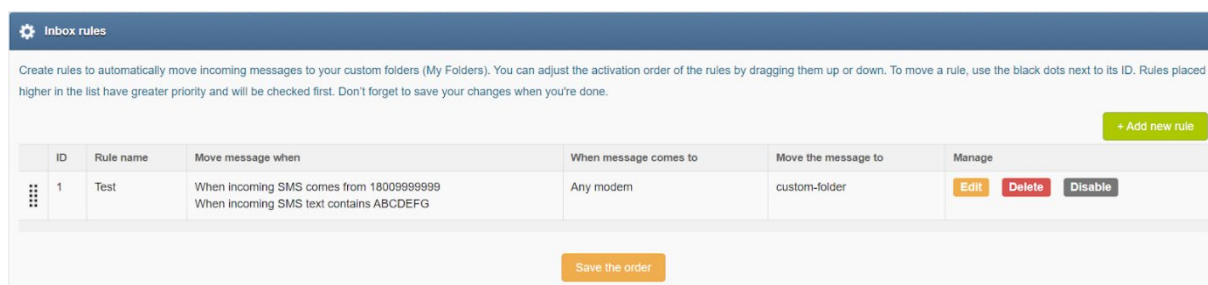 Inbox rules
Create rules to automatically move incoming messages to your custom folders (My Folders). You can adjust the activation order of the rules by dragging them up or down. To move a rule, use the black dots next to its ID. Rules placed
higher in the list have greater priority and will be checked first. Don't forget to save your changes when you're done.
+ Add new rule
ID Rule name Move message when When message comes to Move the message to Manage
1 Test When incoming SMS comes from 18009999999 Any modem custom-folder Edit Delete Disable
When incoming SMS text contains ABCDEFG
Save the order